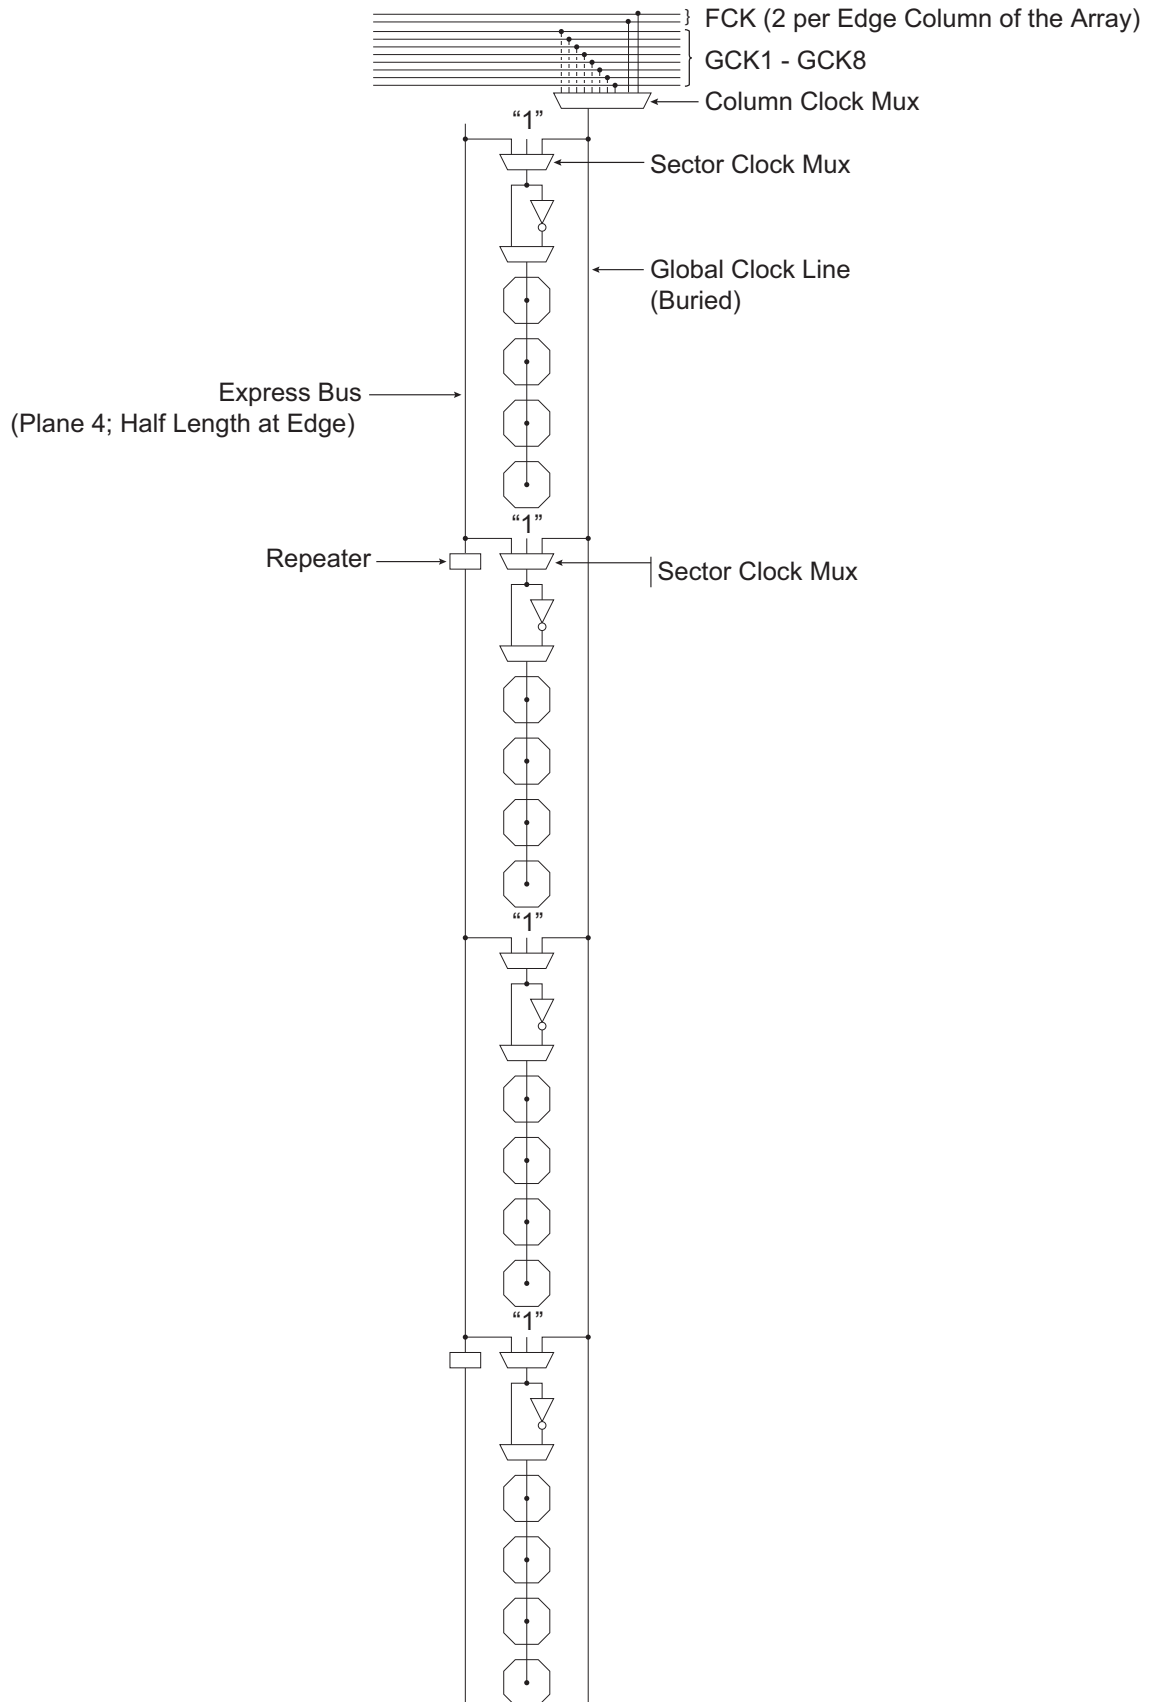 FCK (2 per Edge Column of the Array)
GCK1 - GCK8
Column Clock Mux
“1”
Sector Clock Mux
Global Clock Line
(Buried)
Express Bus
(Plane 4; Half Length at Edge)
“1”
Repeater
Sector Clock Mux
“1”
“1”